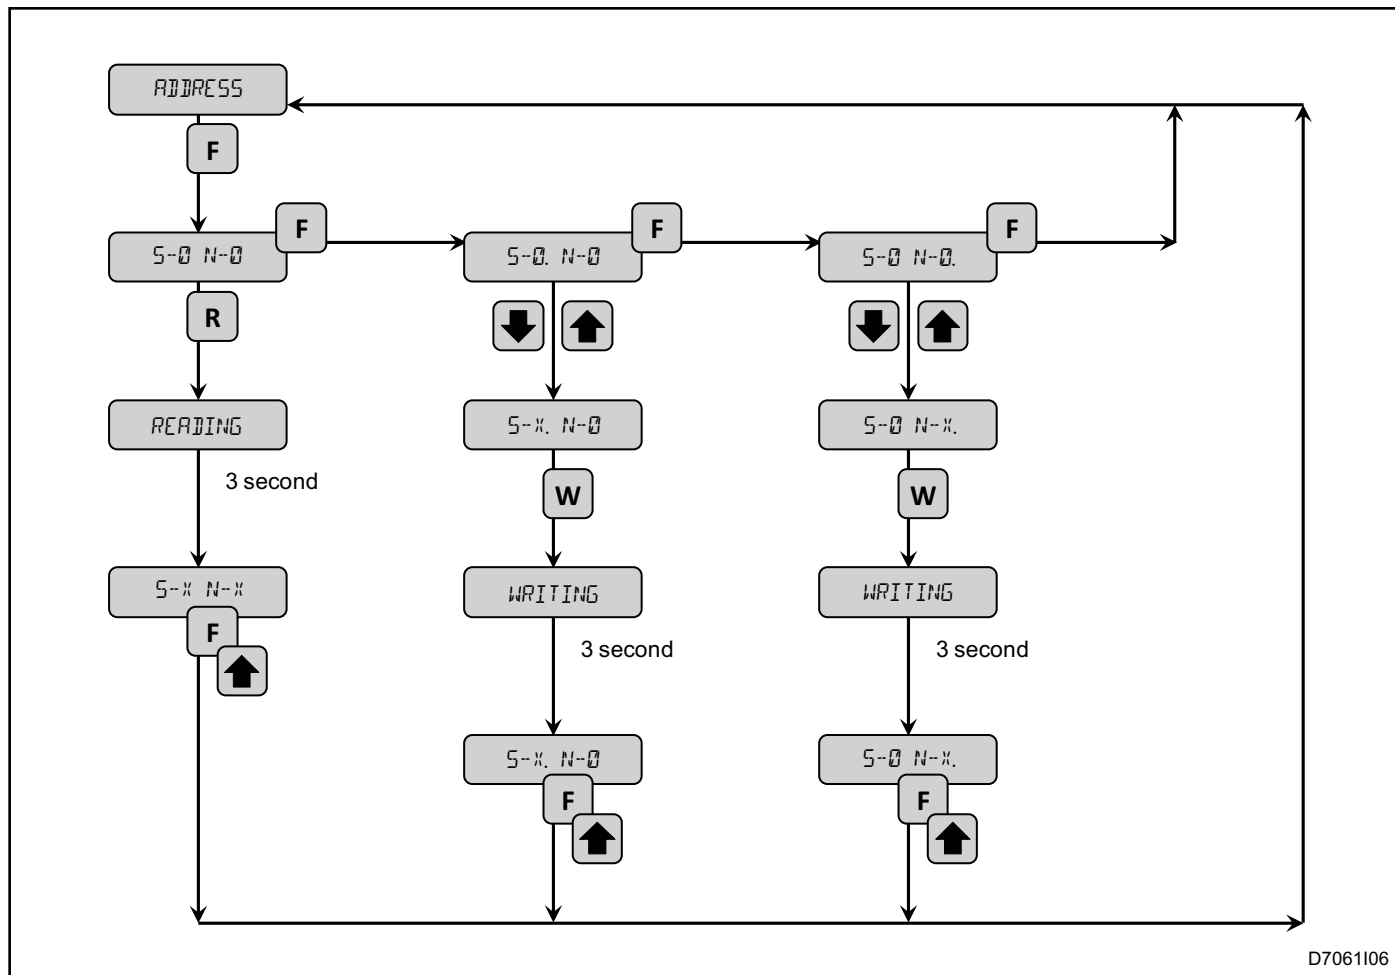 ADDRESS
F
S-0 N-0
F
S-0. N-0
F
S-0 N-0.
F
R
READING
S-X. N-0
S-0 N-X.
3 second
W
W
S-X N-X
WRITING
WRITING
F
3 second
3 second
S-X. N-0
S-0 N-X.
F
F
D7061I06